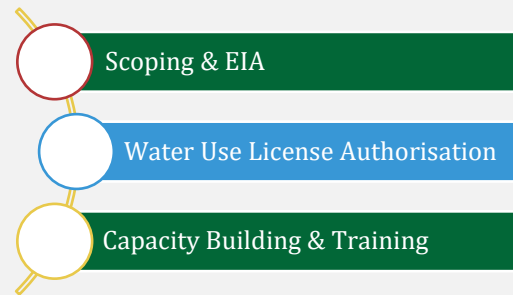 Scoping & EIA
Water Use License Authorisation
Capacity Building & Training